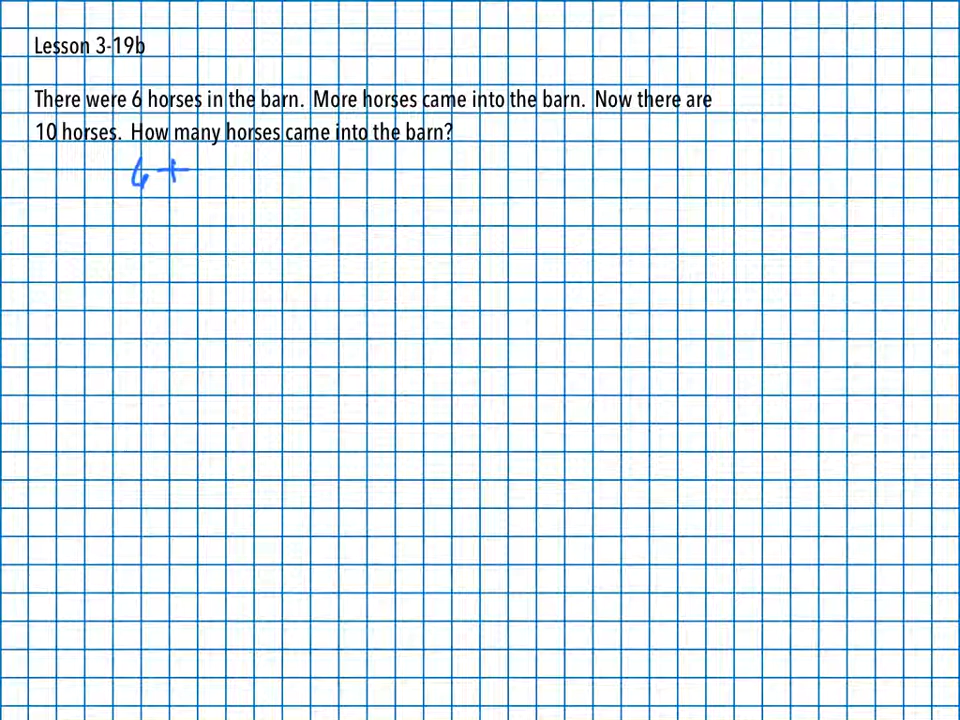 Lesson 3-19b
There were 6 horses in the barn. More horses came into the barn. Now there are
10 horses. How many horses came into the barn?
6 +